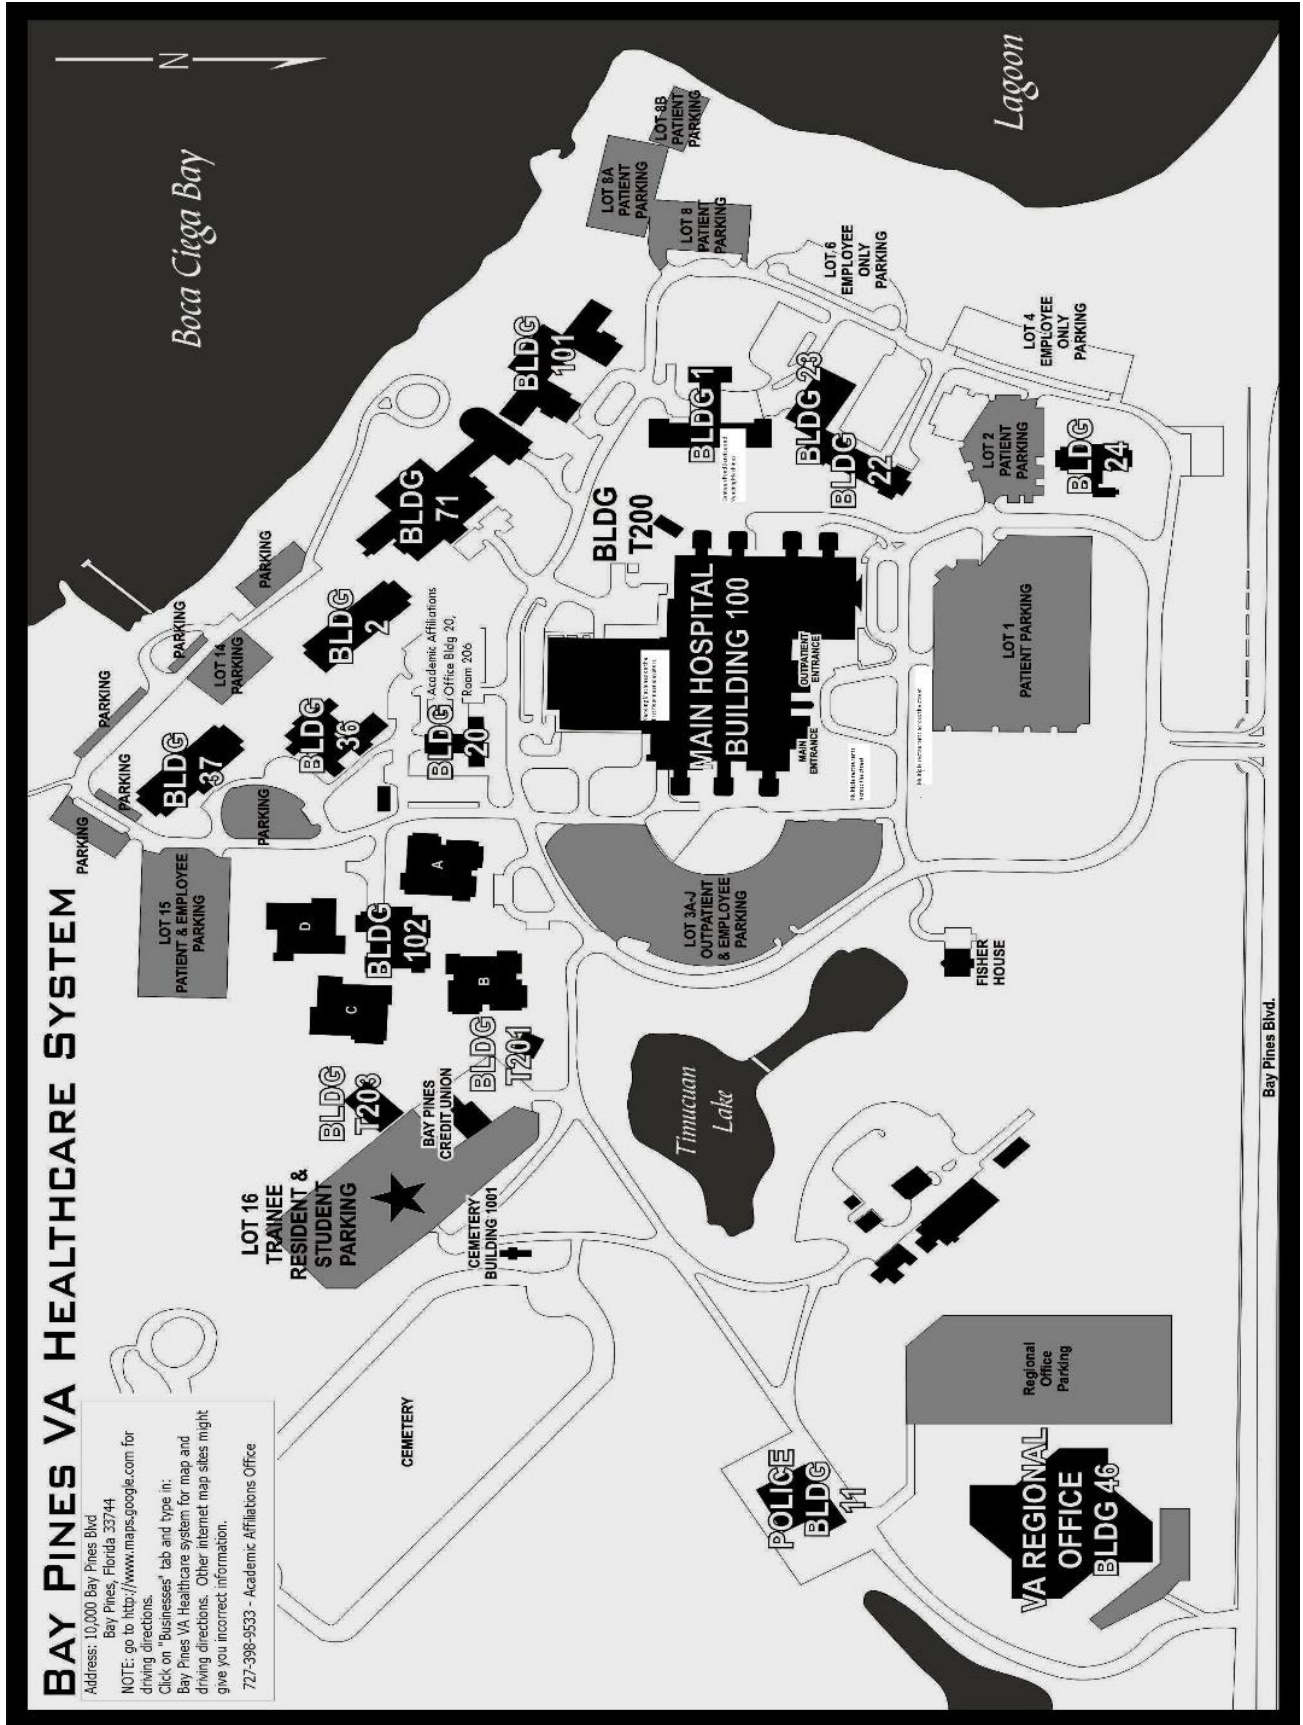 BAY PINES VA HEALTHCARE SYSTEM
Address: 10,000 Bay Pines Blvd
Bay Pines, Florida 33744
NOTE: go to http://www.maps.google.com for
driving directions.
Click on "Businesses" tab and type in:
Bay Pines VA Healthcare system for map and
driving directions. Other internet map sites might
give you incorrect information.
727-398-9533 - Academic Affiliations Office
N
Boca Ciega Bay
Lagoon
PARKING
PARKING
PARKING
PARKING
PARKING
PARKING
LOT 14
PARKING
LOT 15
PATIENT & EMPLOYEE
PARKING
BLDG
37
BLDG
36
BLDG
2
BLDG
71
BLDG
101
LOT 8A
PATIENT
PARKING
LOT 8B
PATIENT
PARKING
LOT 8
PATIENT
PARKING
LOT 6
EMPLOYEE
ONLY
PARKING
LOT 4
EMPLOYEE
ONLY
PARKING
Academic Affiliations
Office Bldg 20,
Room 206
BLDG
20
D
A
BLDG
102
C
B
BLDG
T203
BLDG
T201
BAY PINES
CREDIT UNION
LOT 16
TRAINEE
RESIDENT &
STUDENT
PARKING
CEMETERY
BUILDING 1001
CEMETERY
BLDG
T200
BLDG 1
BLDG 23
BLDG
22
LOT 2
PATIENT
PARKING
BLDG
24
MAIN HOSPITAL
BUILDING 100
OUTPATIENT
ENTRANCE
MAIN
ENTRANCE
LOT 1
PATIENT PARKING
LOT 3A-J
OUTPATIENT
& EMPLOYEE
PARKING
FISHER
HOUSE
Timucuan
Lake
POLICE
BLDG
11
Regional
Office
Parking
VA REGIONAL
OFFICE
BLDG 46
Bay Pines Blvd.